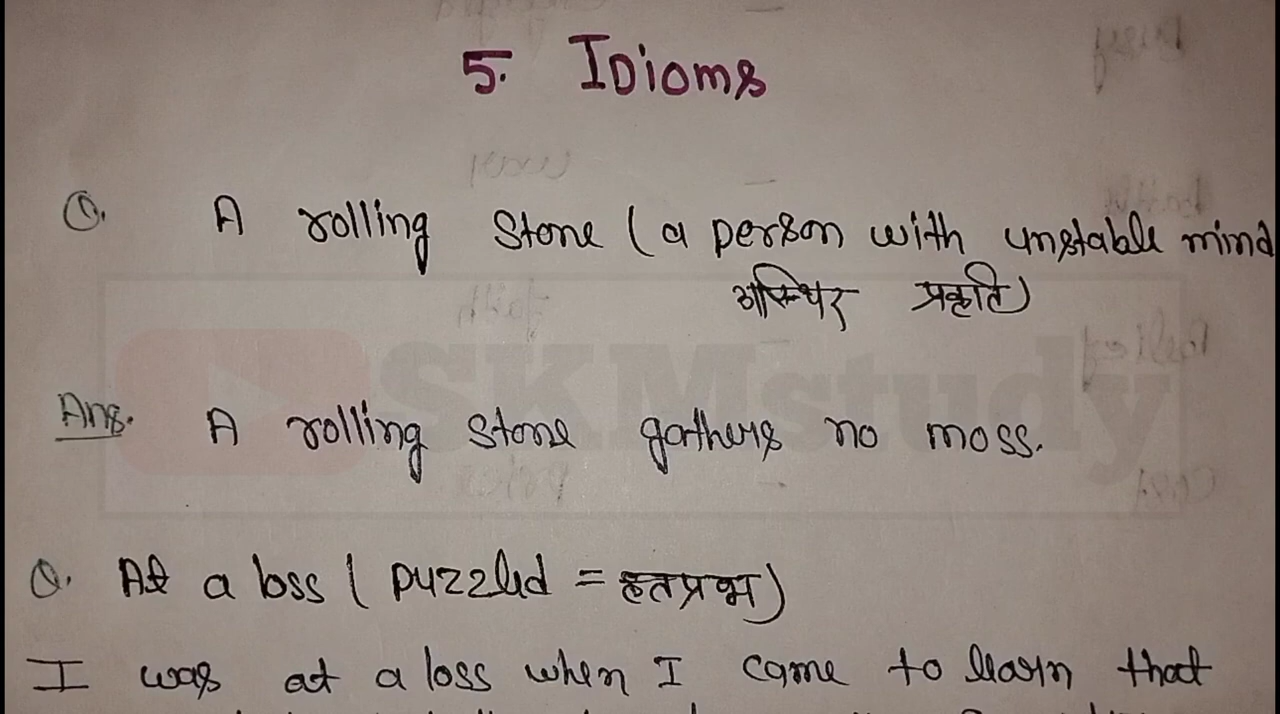 5. Idioms
Q. A rolling stone (a person with unstable mind
अस्थिर प्रकृति)
SKMstudy
Ans. A rolling stone gathers no moss.
Q. At a loss ( puzzled = हतप्रभ)
I was at a loss when I came to learn that